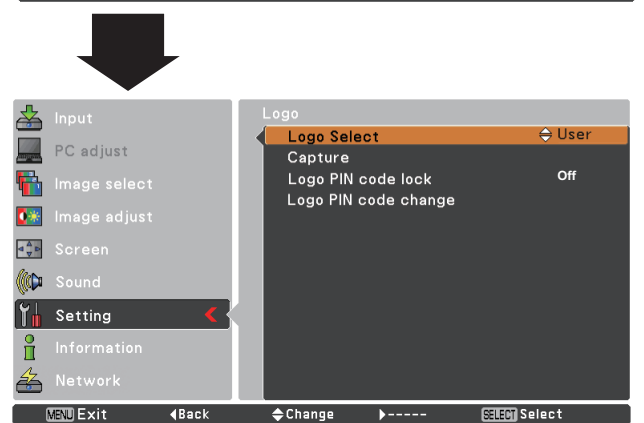 Input
PC adjust
Image select
Image adjust
Screen
Sound
Setting
Information
Network
Logo
Logo Select User
Capture
Logo PIN code lock Off
Logo PIN code change
MENU Exit Back Change ----- SELECT Select